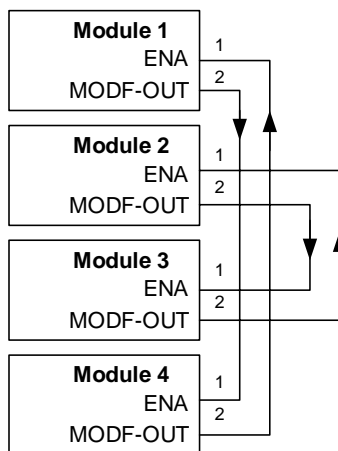 Module 1
1
ENA
2
MODF-OUT
Module 2
1
ENA
2
MODF-OUT
Module 3
1
ENA
2
MODF-OUT
Module 4
1
ENA
2
MODF-OUT